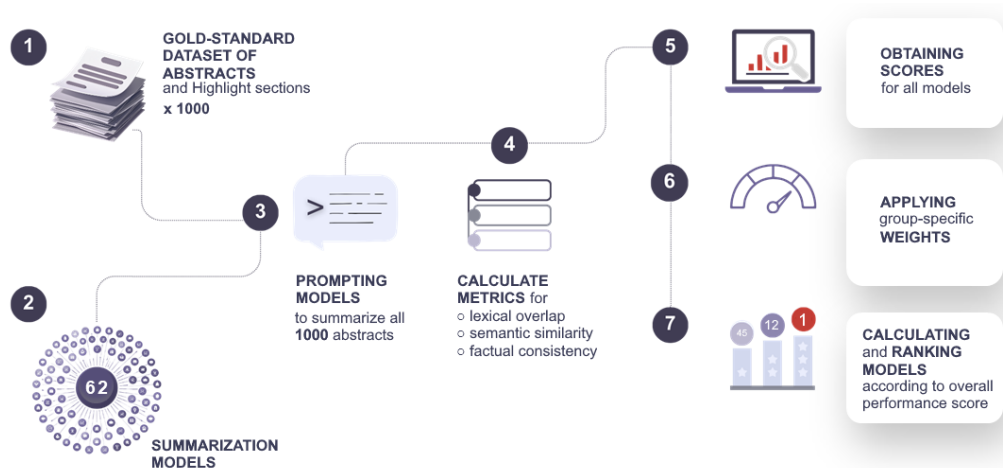 1
GOLD-STANDARD
DATASET OF
ABSTRACTS
and Highlight sections
x 1000
2
62
SUMMARIZATION
MODELS
3
>
PROMPTING
MODELS
to summarize all
1000 abstracts
4
CALCULATE
METRICS for
○ lexical overlap
○ semantic similarity
○ factual consistency
5
OBTAINING
SCORES
for all models
6
APPLYING
group-specific
WEIGHTS
7
45
12
1
CALCULATING
and RANKING
MODELS
according to overall
performance score